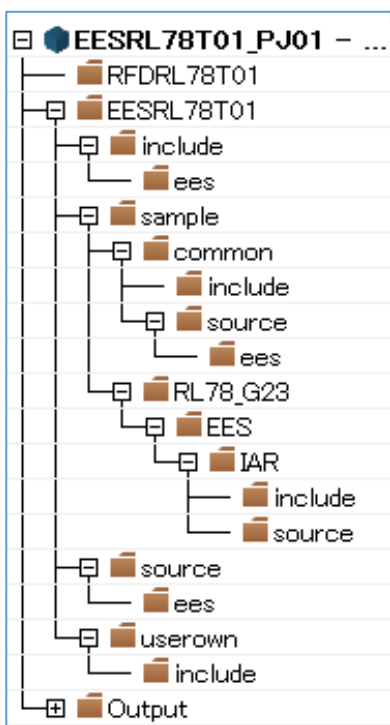 EESRL78T01_PJ01 - ...
RFDRL78T01
EESRL78T01
include
ees
sample
common
include
source
ees
RL78_G23
EES
IAR
include
source
source
ees
userown
include
Output